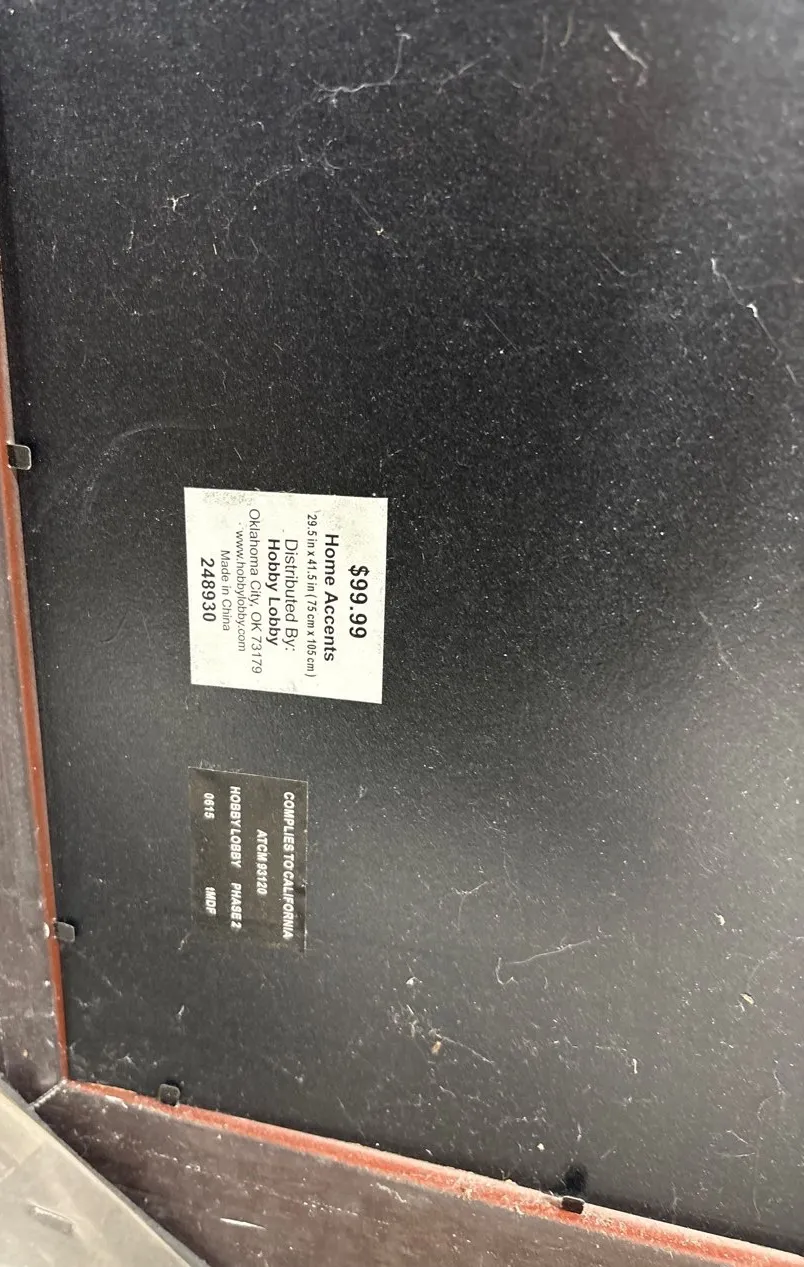 $99.99
Home Accents
29.5 in x 41.5 in (75 cm x 105 cm)
Distributed By:
Hobby Lobby
Oklahoma City, OK 73179
www.hobbylobby.com
Made in China
248930
COMPLIES TO CALIFORNIA
ATCM 93120
HOBBY LOBBY PHASE 2
0615 tMDF